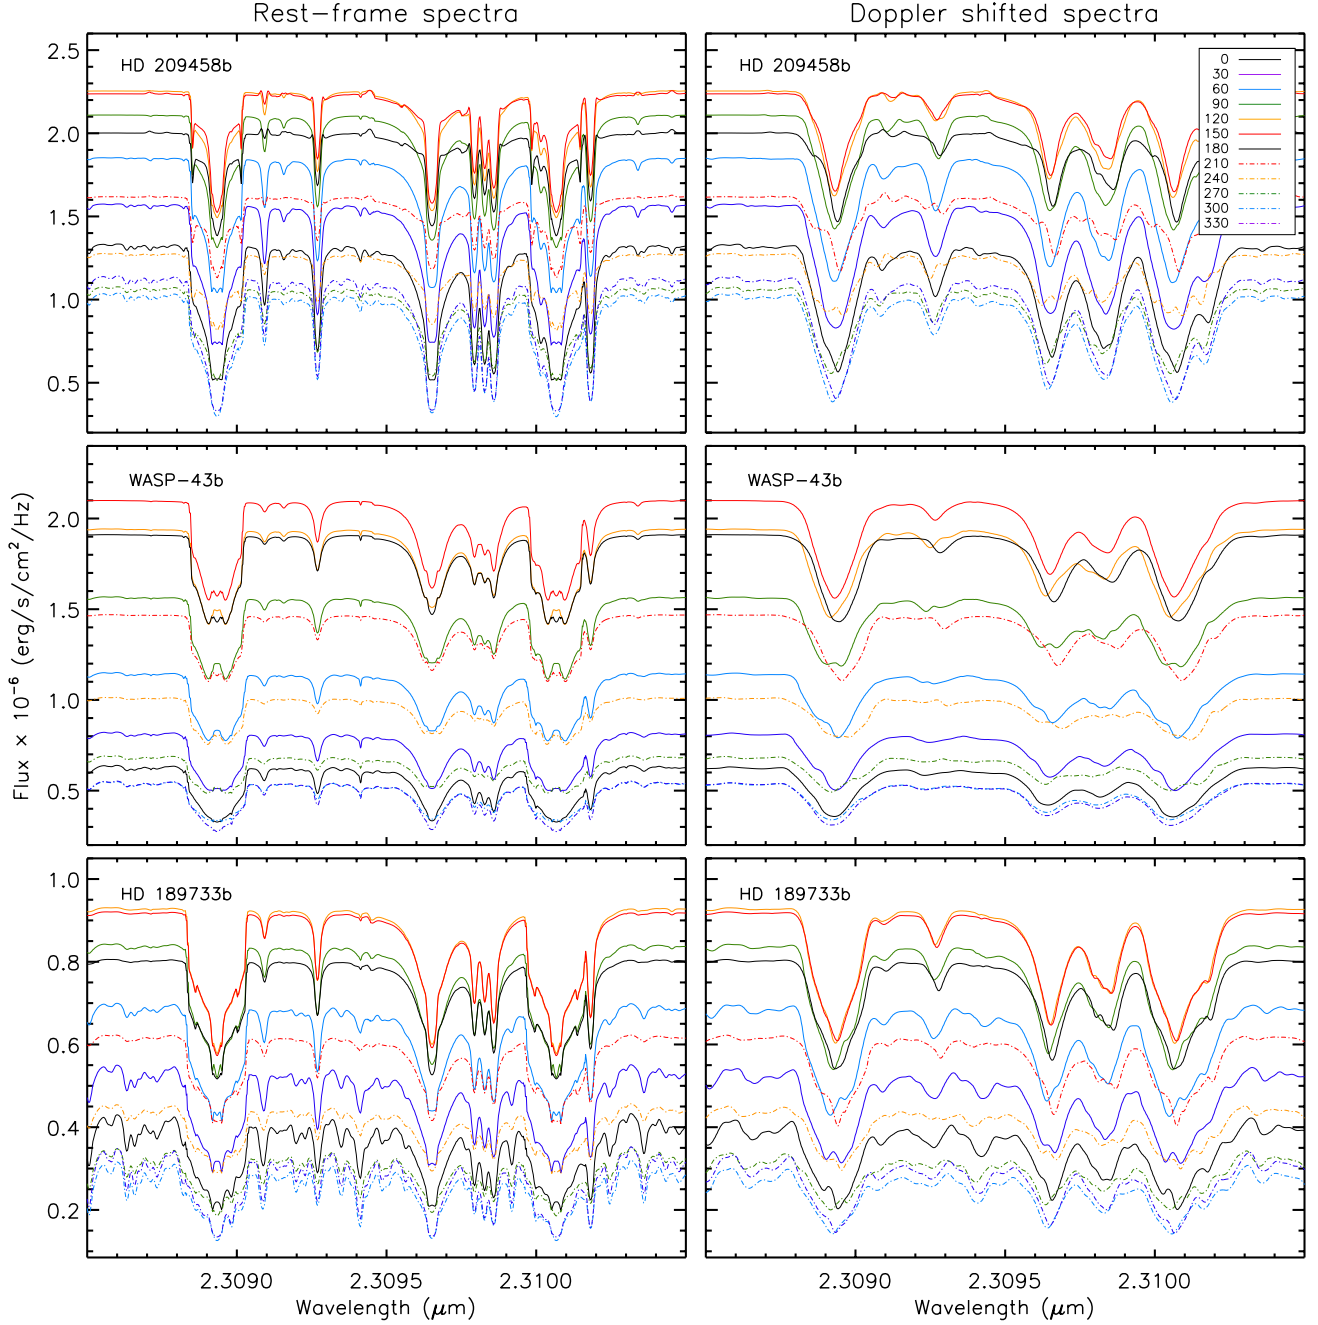 Rest-frame spectra
Doppler shifted spectra
HD 209458b
2.5
2.0
1.5
1.0
0.5
HD 209458b
0
30
60
90
120
150
180
210
240
270
300
330
Flux × 10⁻⁶ (erg/s/cm²/Hz)
WASP-43b
2.0
1.5
1.0
0.5
WASP-43b
HD 189733b
1.0
0.8
0.6
0.4
0.2
HD 189733b
2.3090 2.3095 2.3100
2.3090 2.3095 2.3100
Wavelength (μm)
Wavelength (μm)